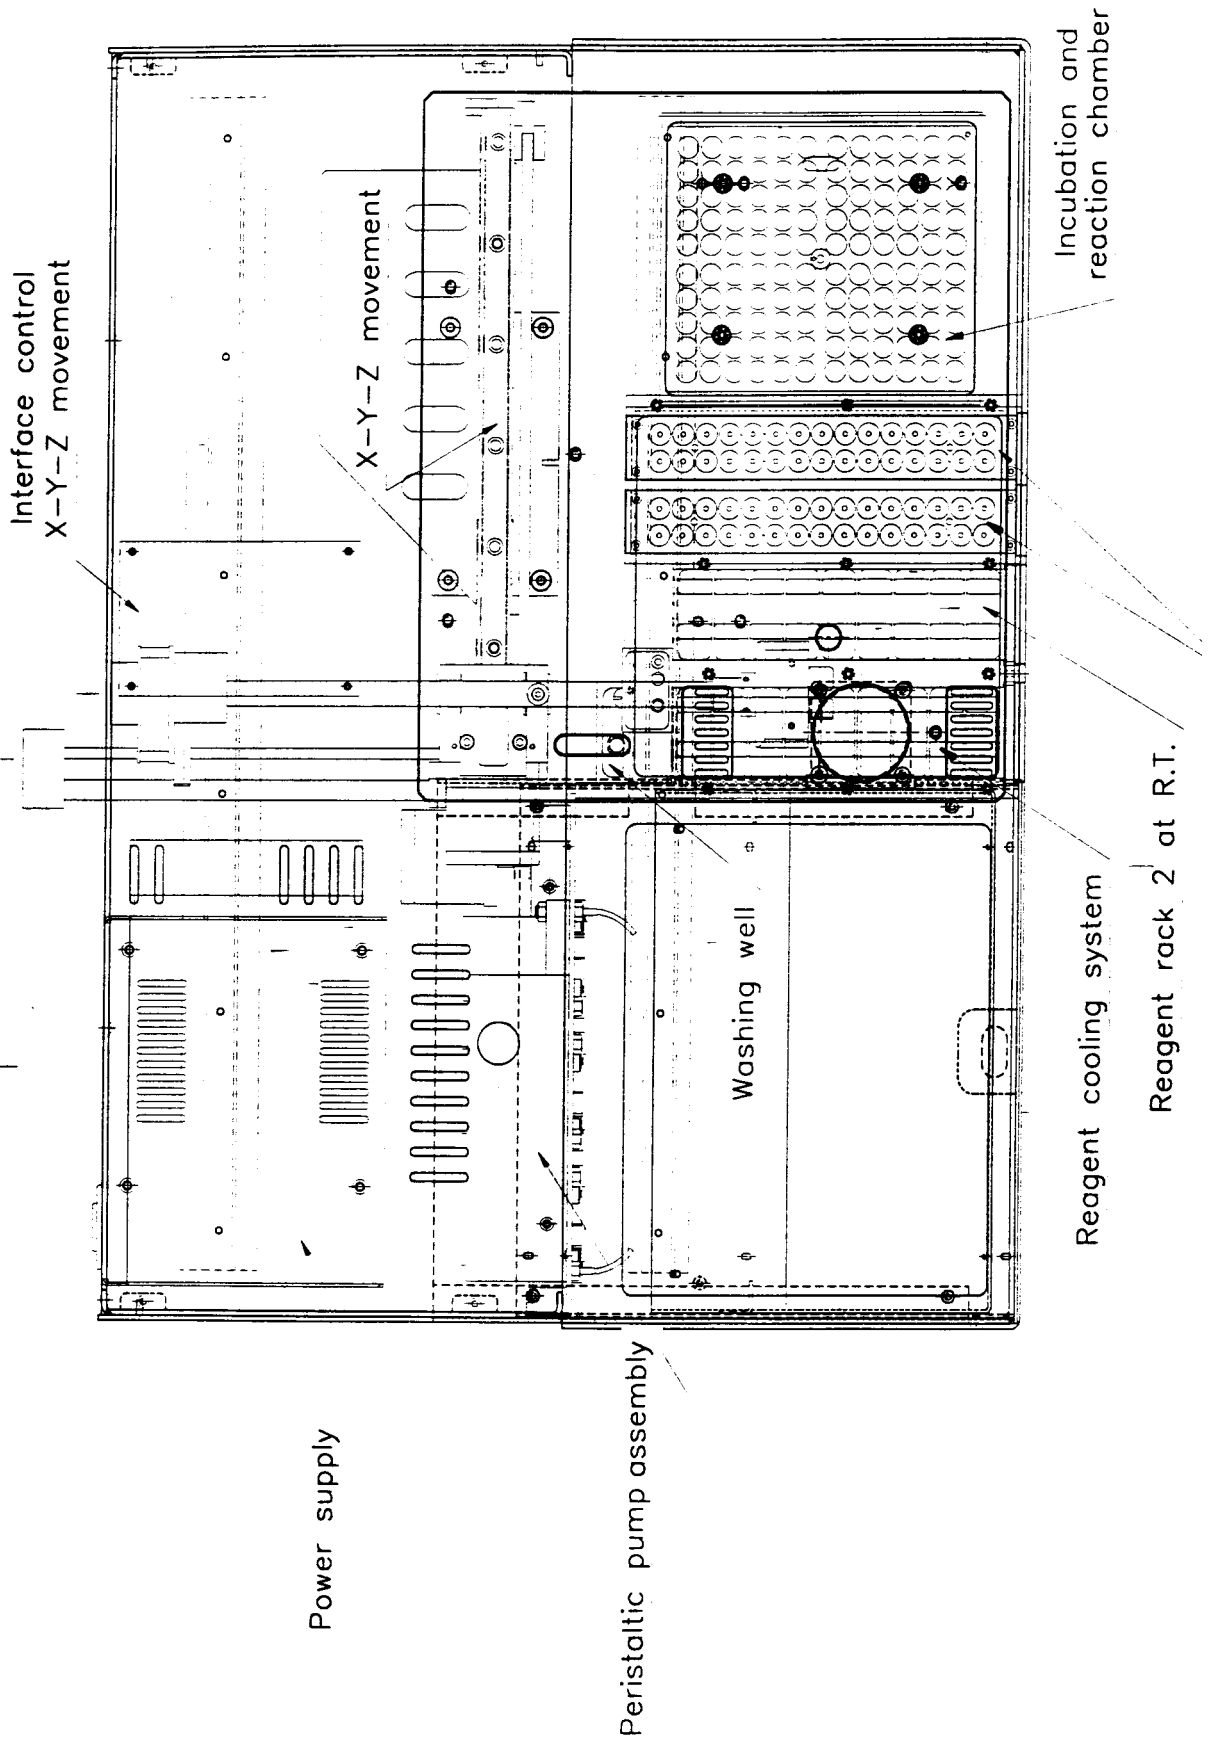 Interface control
X-Y-Z movement
X-Y-Z movement
Incubation and
reaction chamber
Washing well
Reagent cooling system
Reagent rack 2 at R.T.
Power supply
Peristaltic pump assembly